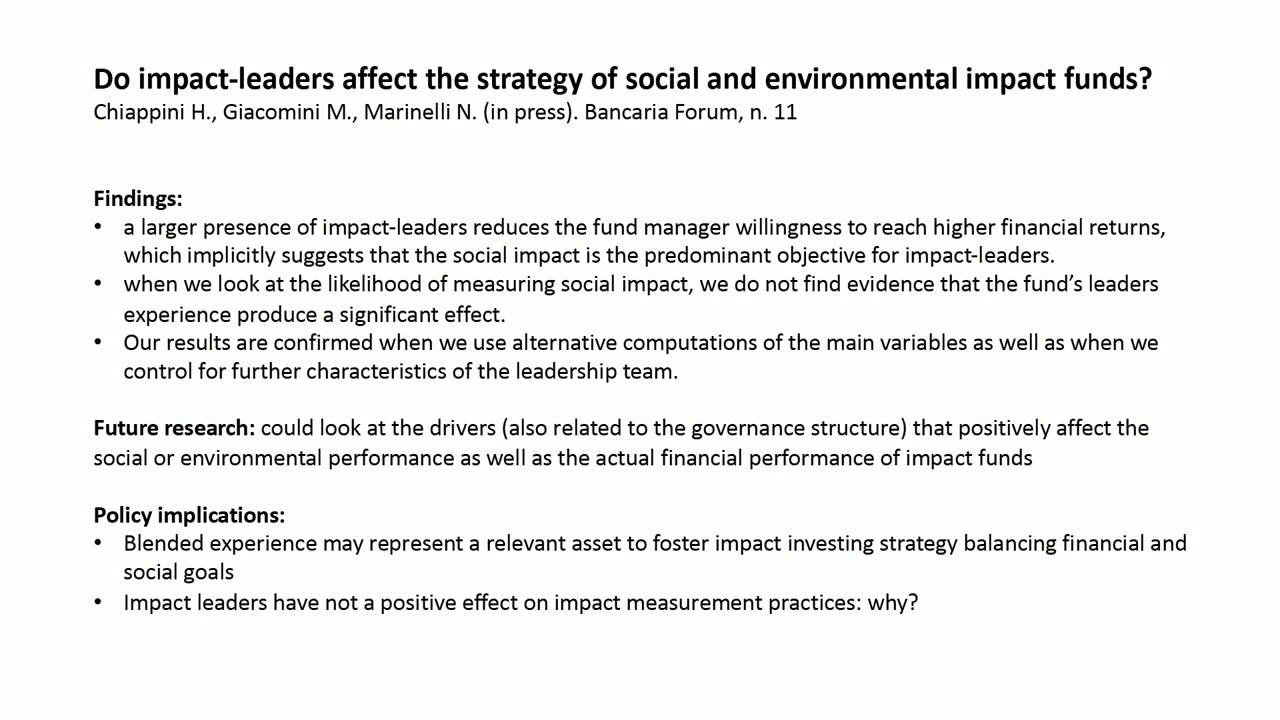 Do impact-leaders affect the strategy of social and environmental impact funds?
Chiappini H., Giacomini M., Marinelli N. (in press). Bancaria Forum, n. 11
Findings:
• a larger presence of impact-leaders reduces the fund manager willingness to reach higher financial returns,
which implicitly suggests that the social impact is the predominant objective for impact-leaders.
• when we look at the likelihood of measuring social impact, we do not find evidence that the fund’s leaders
experience produce a significant effect.
• Our results are confirmed when we use alternative computations of the main variables as well as when we
control for further characteristics of the leadership team.
Future research: could look at the drivers (also related to the governance structure) that positively affect the
social or environmental performance as well as the actual financial performance of impact funds
Policy implications:
• Blended experience may represent a relevant asset to foster impact investing strategy balancing financial and
social goals
• Impact leaders have not a positive effect on impact measurement practices: why?